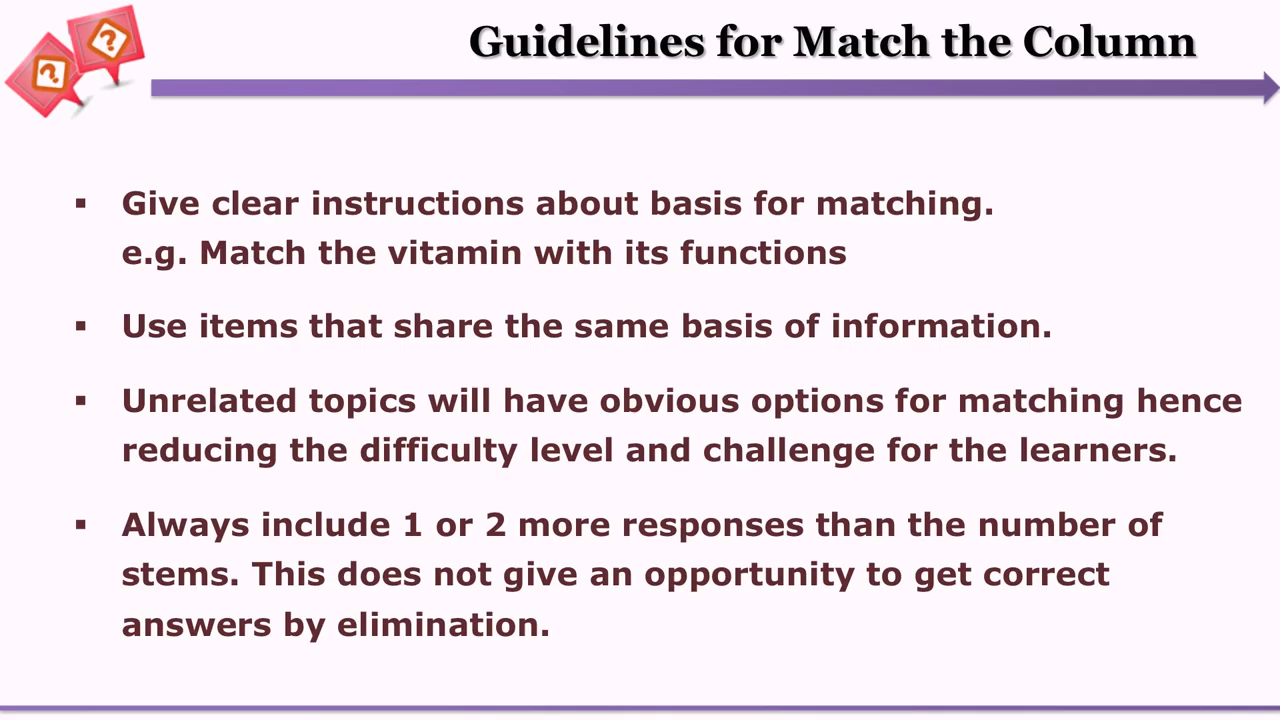 Guidelines for Match the Column
▪ Give clear instructions about basis for matching.
e.g. Match the vitamin with its functions
▪ Use items that share the same basis of information.
▪ Unrelated topics will have obvious options for matching hence
reducing the difficulty level and challenge for the learners.
▪ Always include 1 or 2 more responses than the number of
stems. This does not give an opportunity to get correct
answers by elimination.